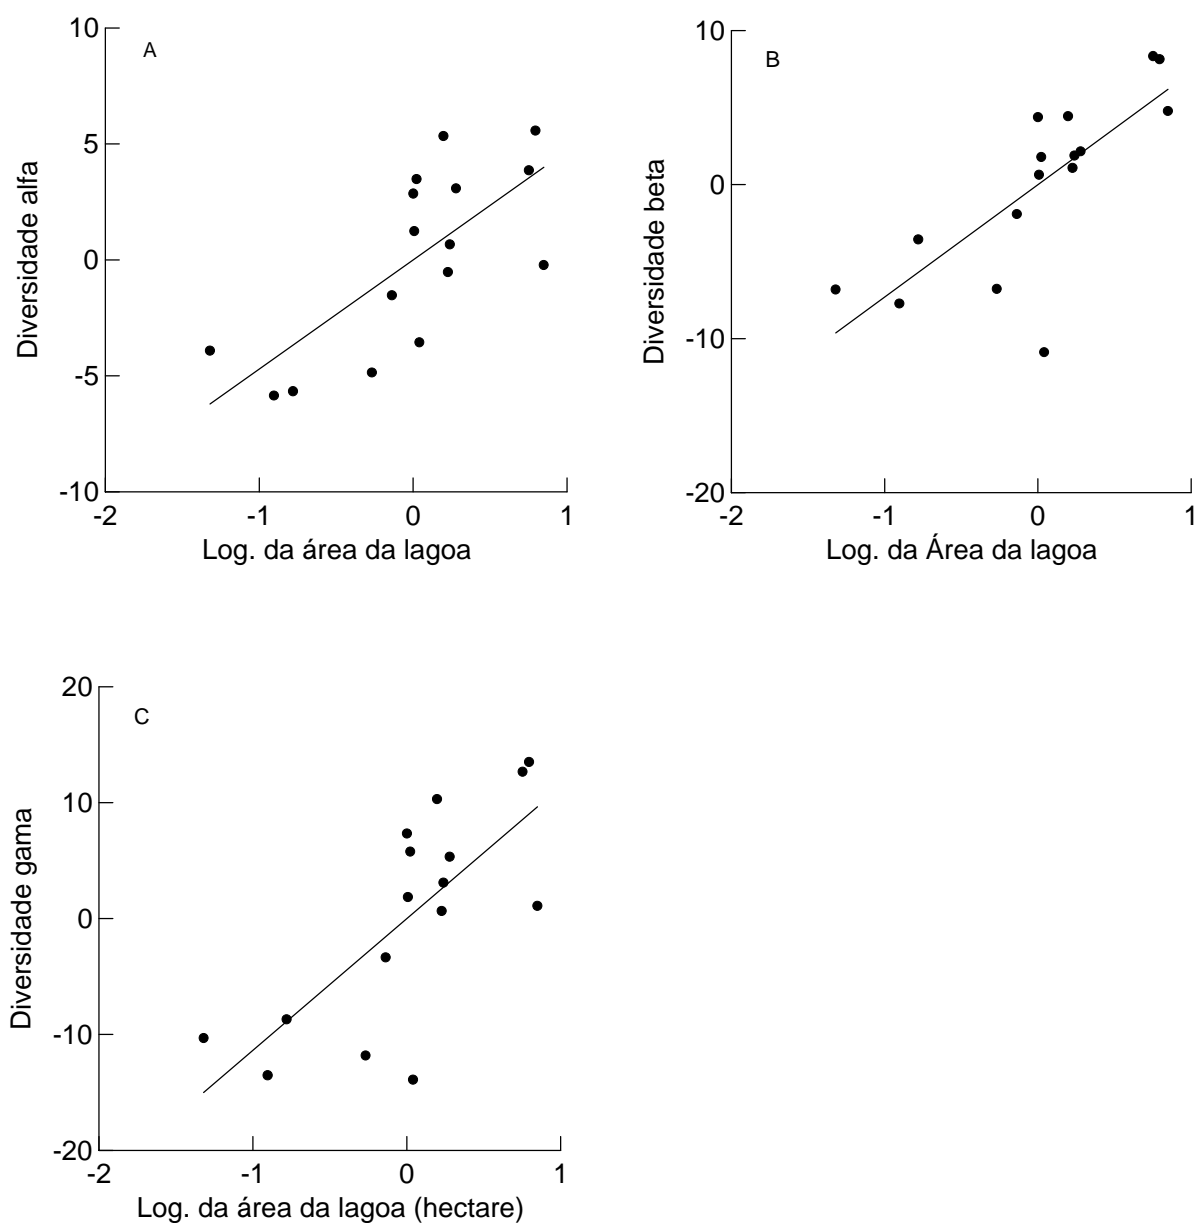 A
10
5
0
-5
-10
Diversidade alfa
-2 -1 0 1
Log. da área da lagoa
B
10
0
-10
-20
Diversidade beta
-2 -1 0 1
Log. da Área da lagoa
C
20
10
0
-10
-20
Diversidade gama
-2 -1 0 1
Log. da área da lagoa (hectare)